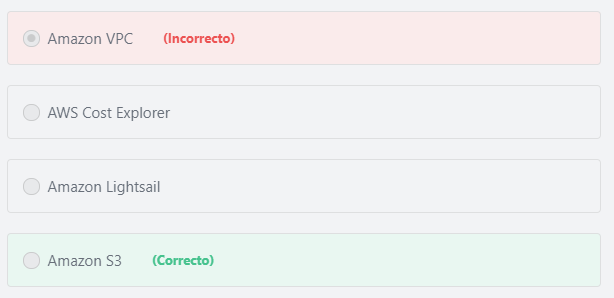 Amazon VPC (Incorrecto)
AWS Cost Explorer
Amazon Lightsail
Amazon S3 (Correcto)